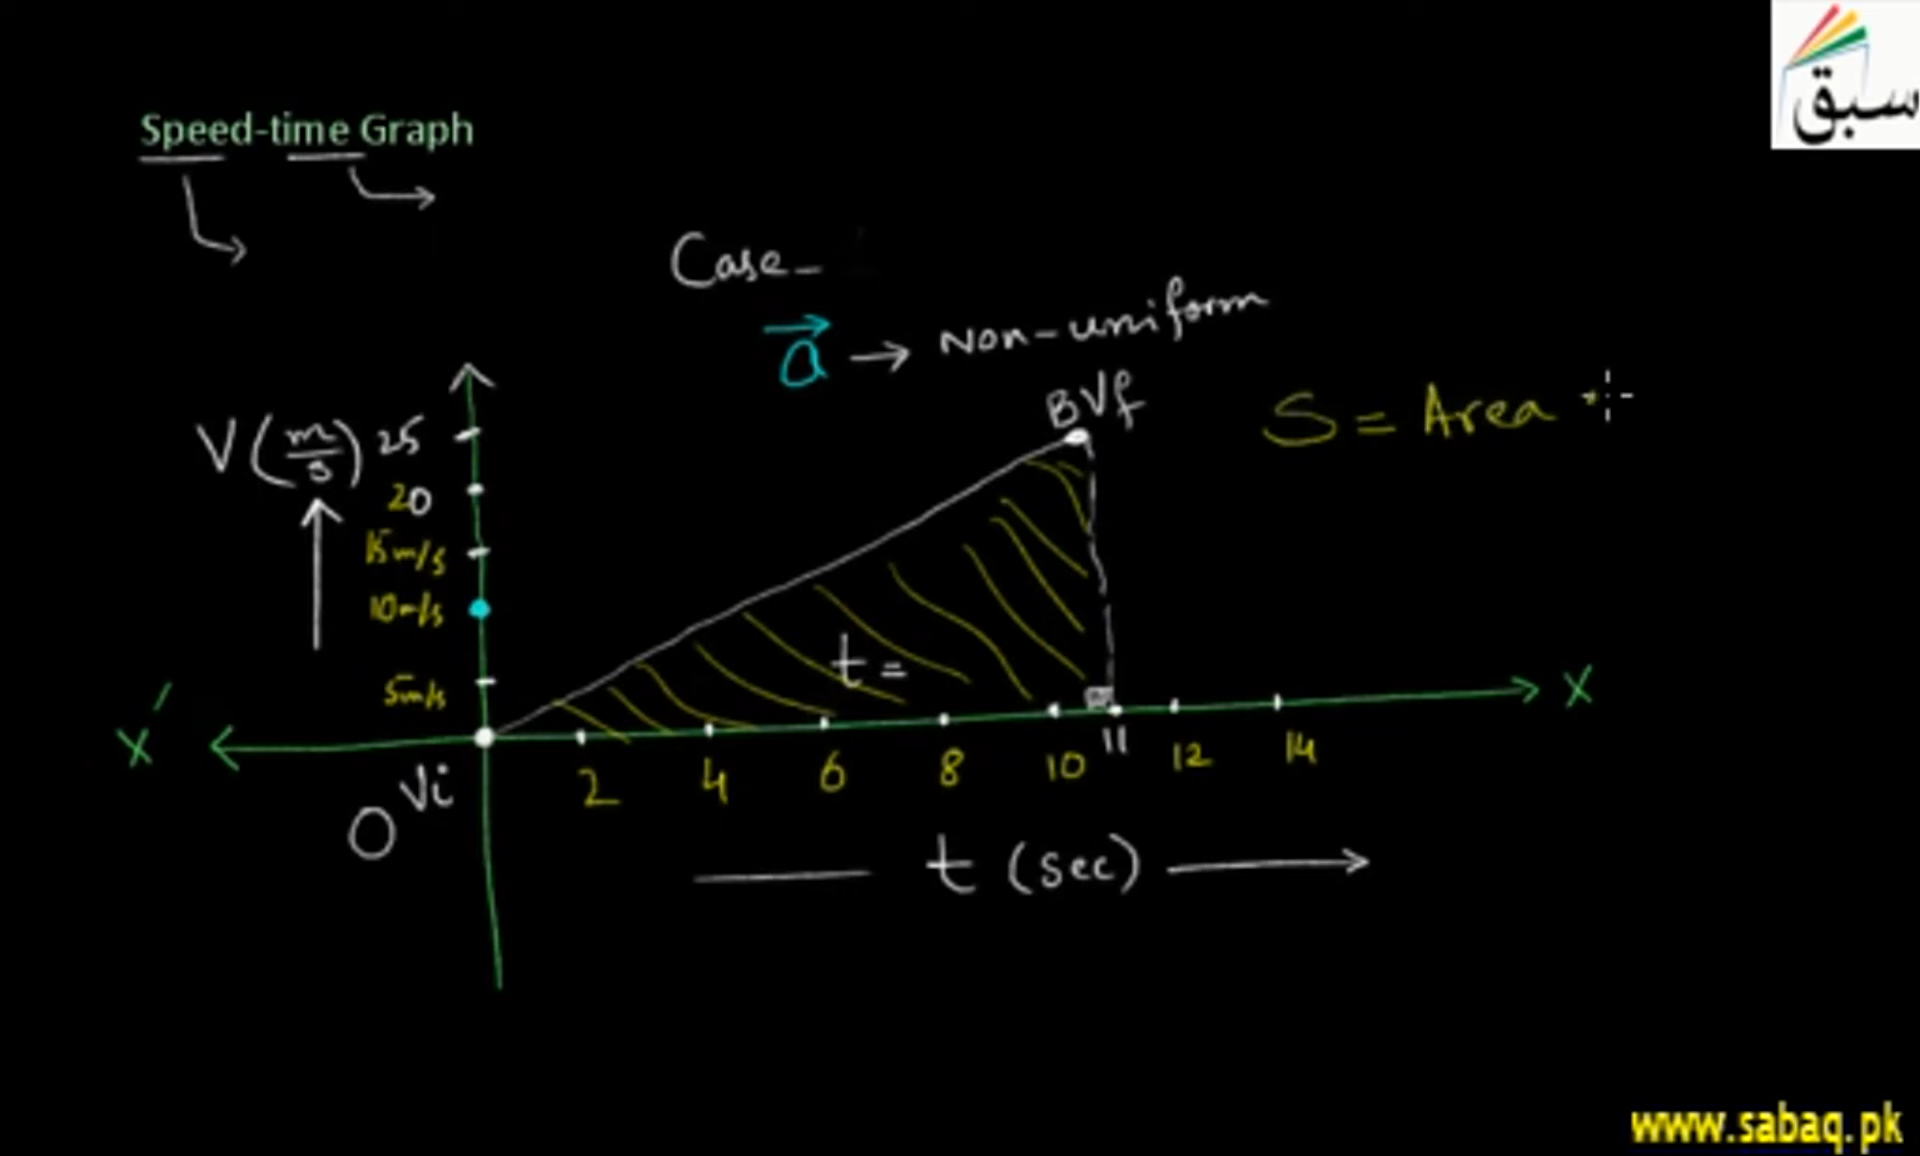 سبق
Speed-time Graph
Case-
a → Non-uniform
BVf
S = Area
V(m/s) 25
20
15m/s
10m/s
5m/s
t =
X'
X
O Vi
2 4 6 8 10 11 12 14
t (sec)
www.sabaq.pk